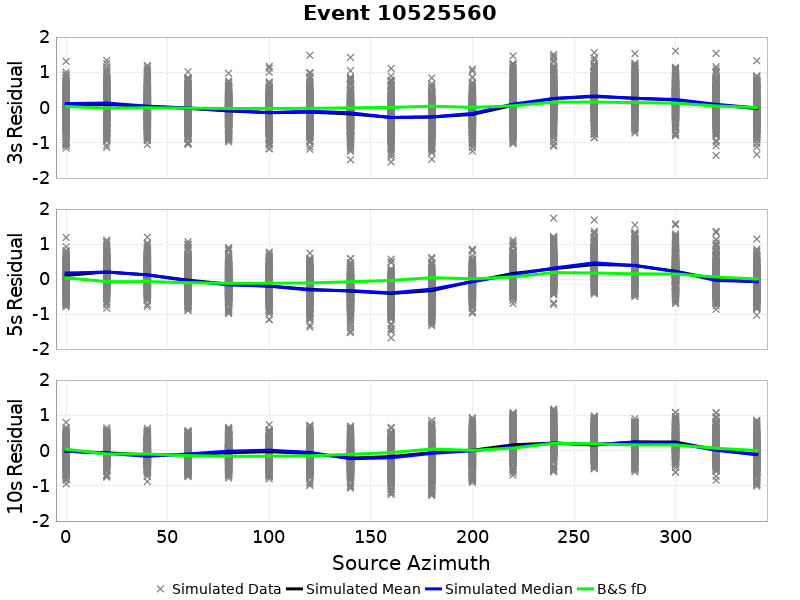 Event 10525560
3s Residual
2
1
0
-1
-2
5s Residual
2
1
0
-1
-2
10s Residual
2
1
0
-1
-2
0 50 100 150 200 250 300
Source Azimuth
Simulated Data Simulated Mean Simulated Median B&S fD